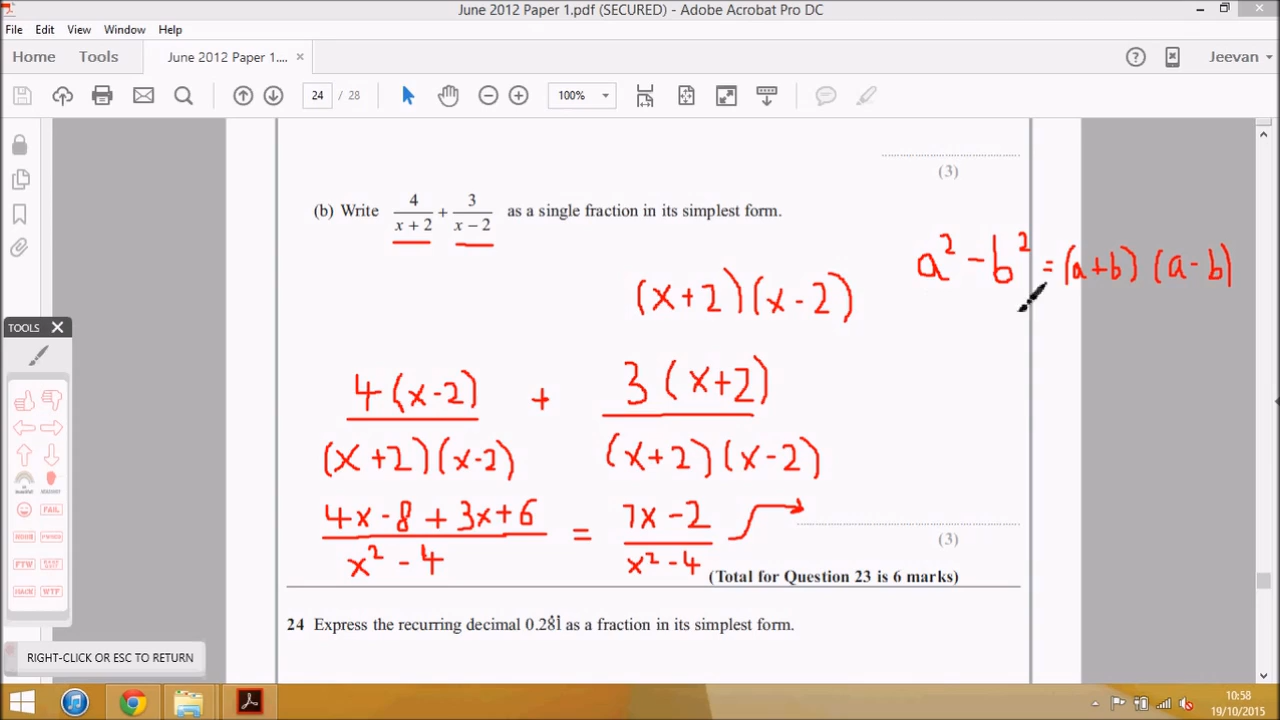 June 2012 Paper 1.pdf (SECURED) - Adobe Acrobat Pro DC
File Edit View Window Help
Home Tools June 2012 Paper 1.... × Jeevan
24 / 28 100%
(3)
(b) Write 4/(x + 2) + 3/(x − 2) as a single fraction in its simplest form.
a² - b² = (a+b) (a-b)
(x+2)(x-2)
TOOLS
4(x-2) + 3(x+2)
(x+2)(x-2) (x+2)(x-2)
4x-8+3x+6 = 7x-2
x²-4 x²-4
(3)
(Total for Question 23 is 6 marks)
24 Express the recurring decimal 0.28̇1̇ as a fraction in its simplest form.
FAIL
FTW
HACK WTF
RIGHT-CLICK OR ESC TO RETURN
10:58
19/10/2015